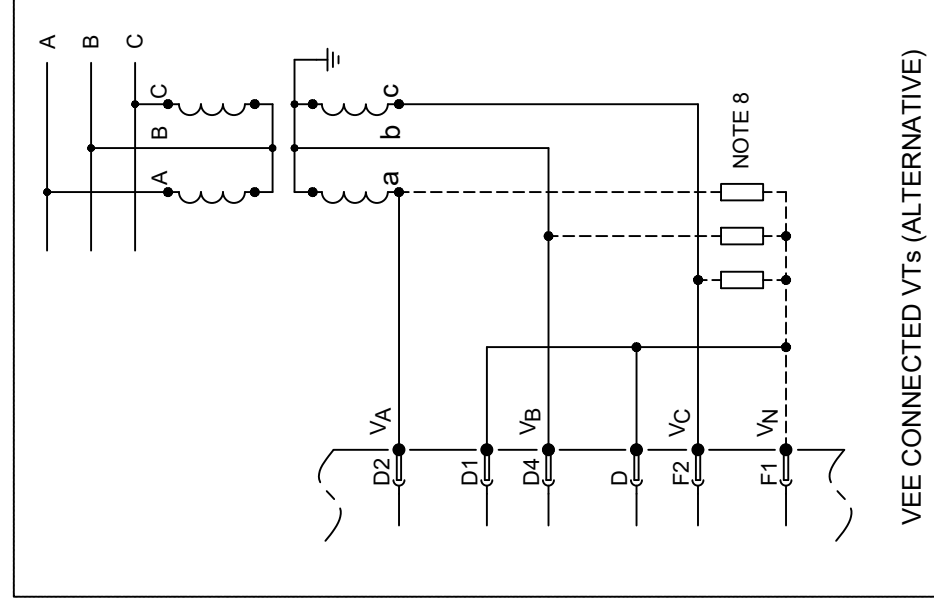 A
B
C
A
B
C
a
b
c
NOTE 8
D2
VA
D1
D4
VB
D
F2
VC
F1
VN
VEE CONNECTED VTs (ALTERNATIVE)